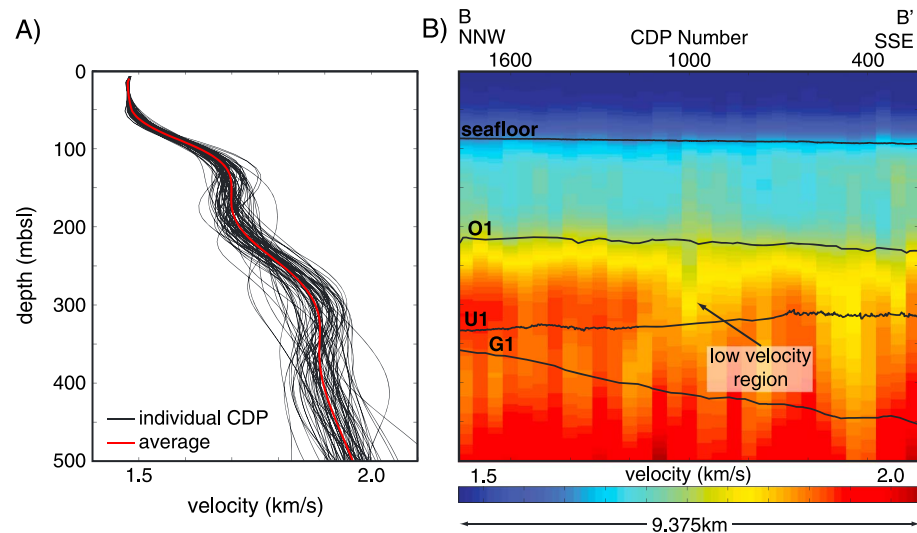 A)
0
100
200
300
400
500
depth (mbsl)
individual CDP
average
1.5
2.0
velocity (km/s)
B)
B
B'
NNW
CDP Number
SSE
1600
1000
400
seafloor
O1
U1
G1
low velocity
region
1.5
velocity (km/s)
2.0
9.375km